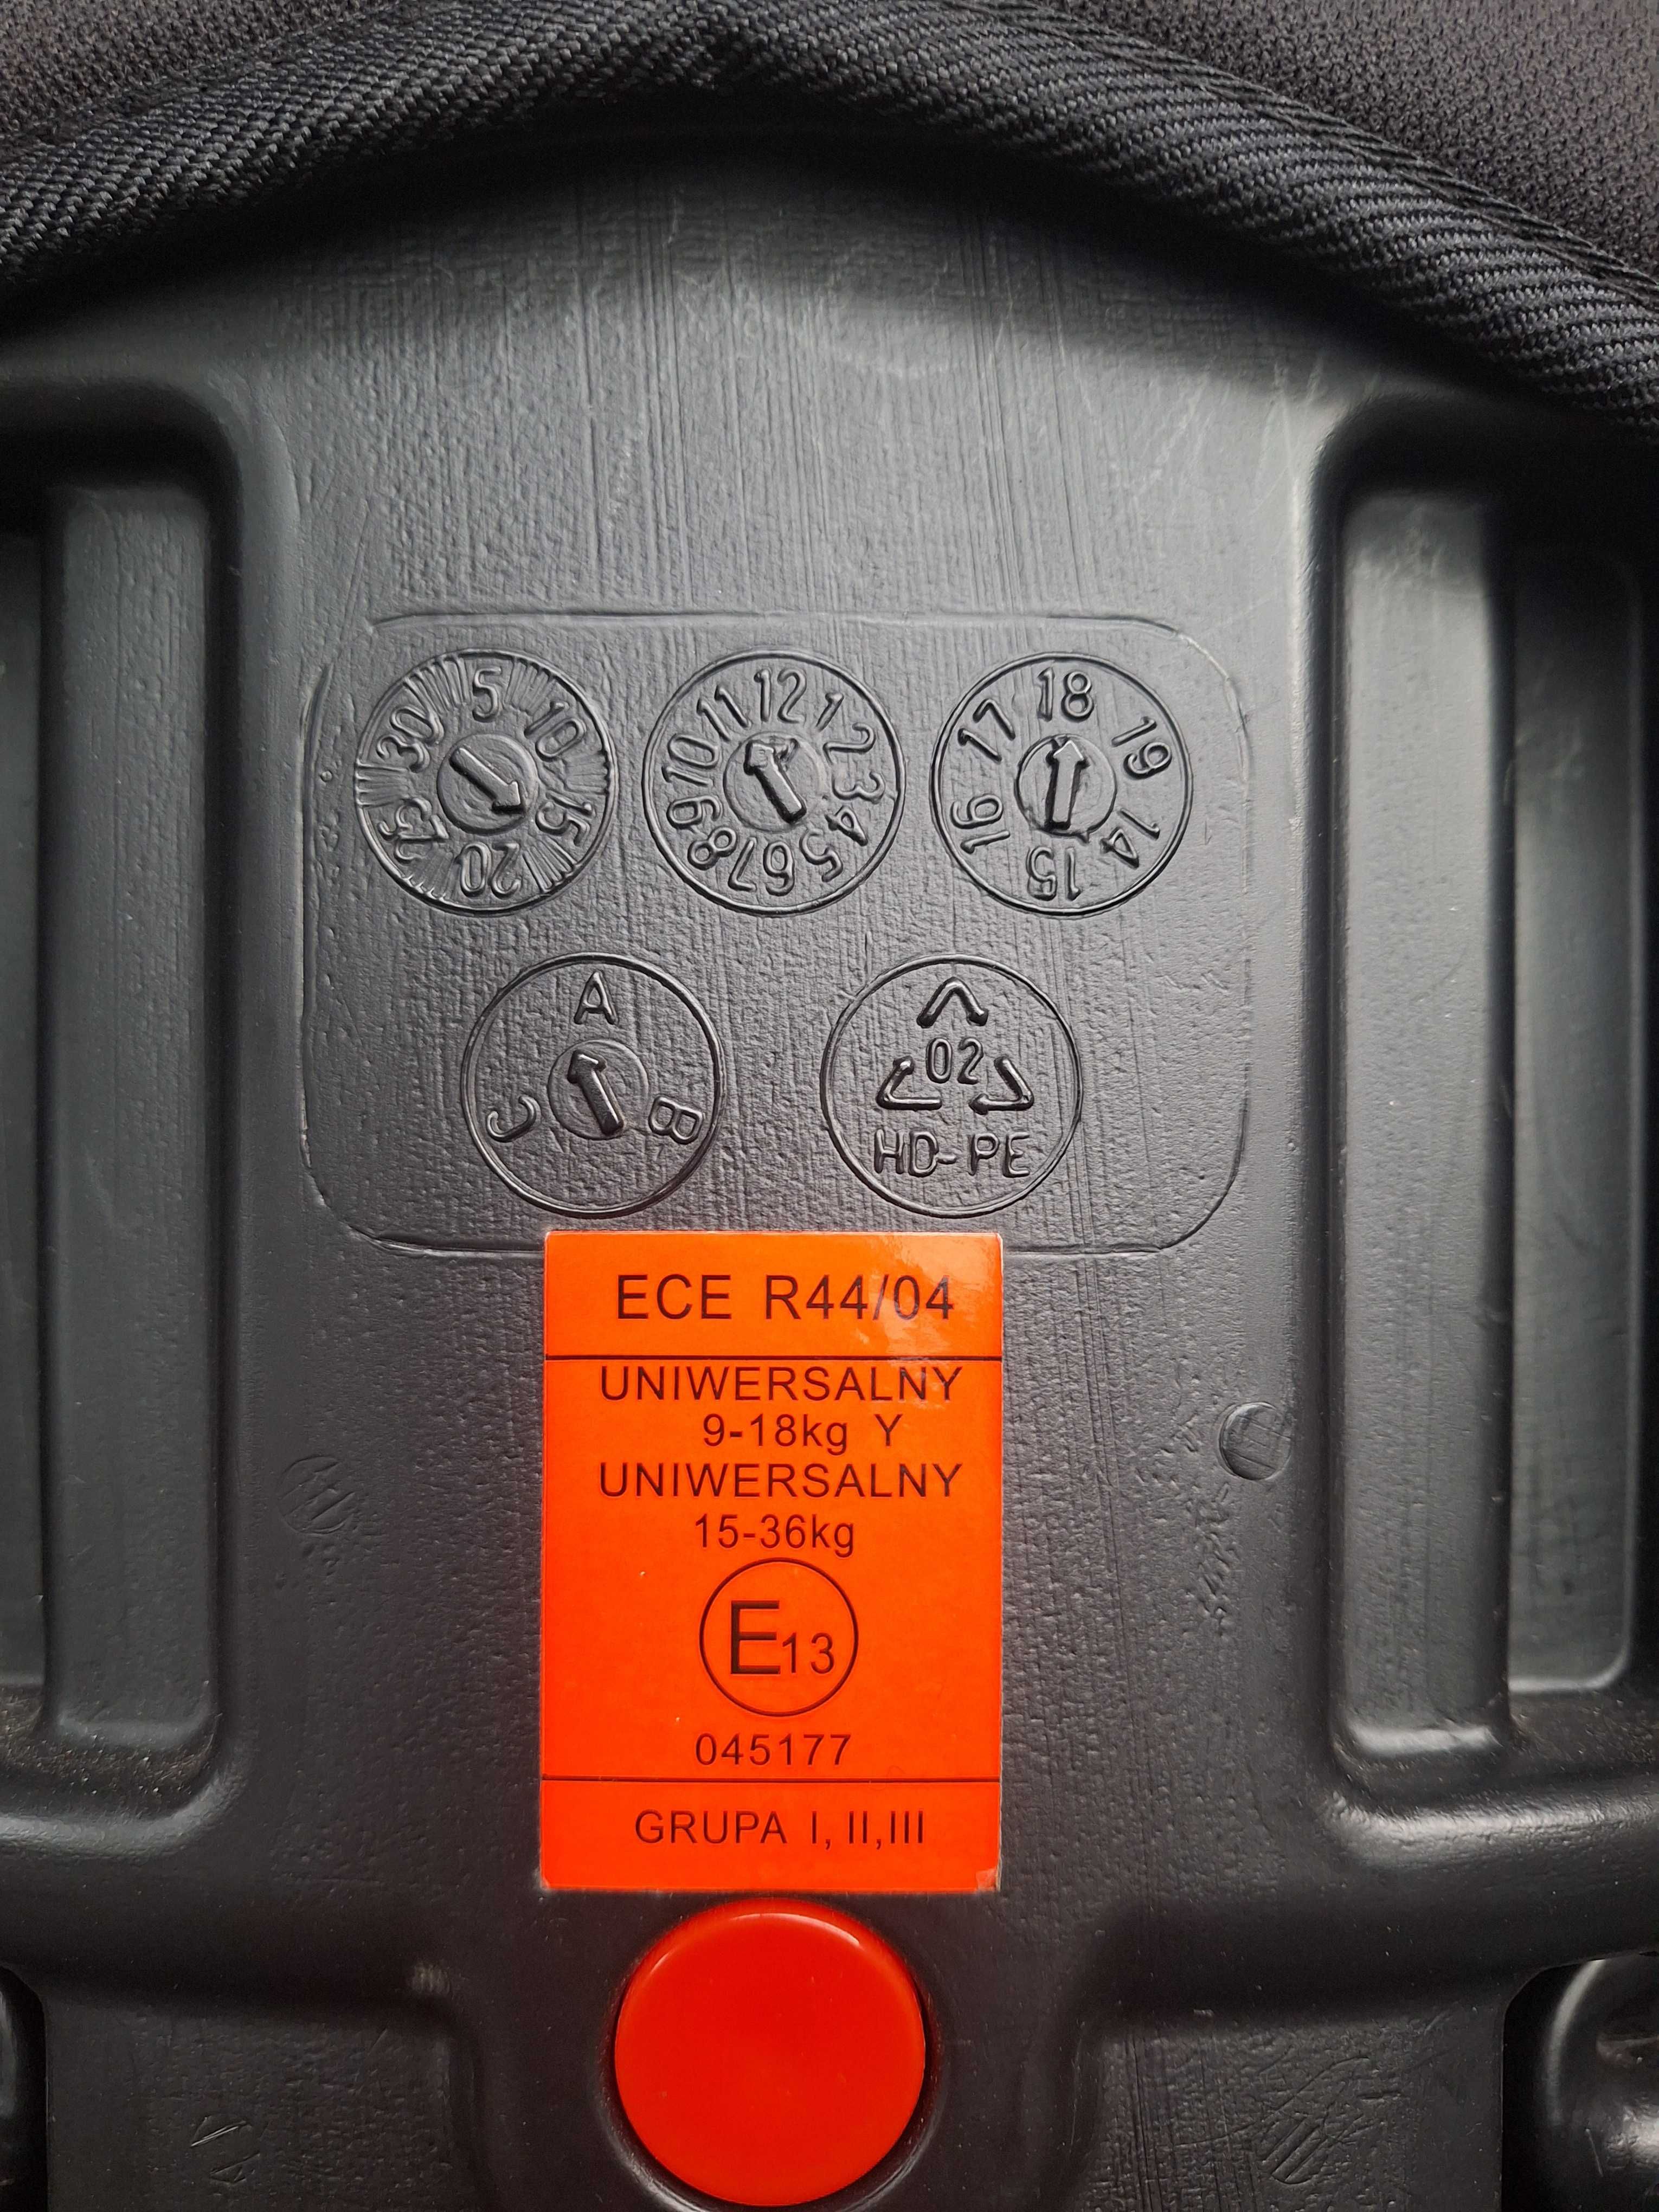 5 10 15 20 25 30
12 1 2 3 4 5 6 7 8 9 10 11
18 19 14 15 16 17
A B C
02
HD-PE
ECE R44/04
UNIWERSALNY
9-18kg Y
UNIWERSALNY
15-36kg
E13
045177
GRUPA I, II,III